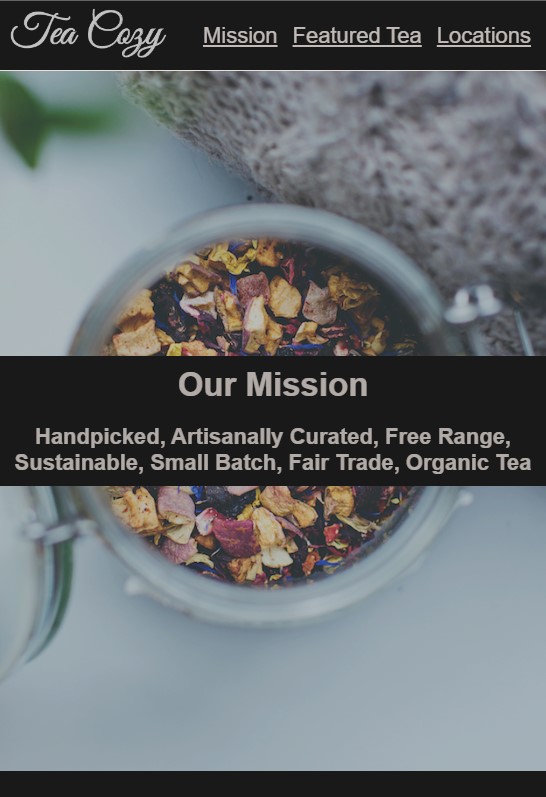 Tea Cozy Mission Featured Tea Locations
Our Mission
Handpicked, Artisanally Curated, Free Range,
Sustainable, Small Batch, Fair Trade, Organic Tea